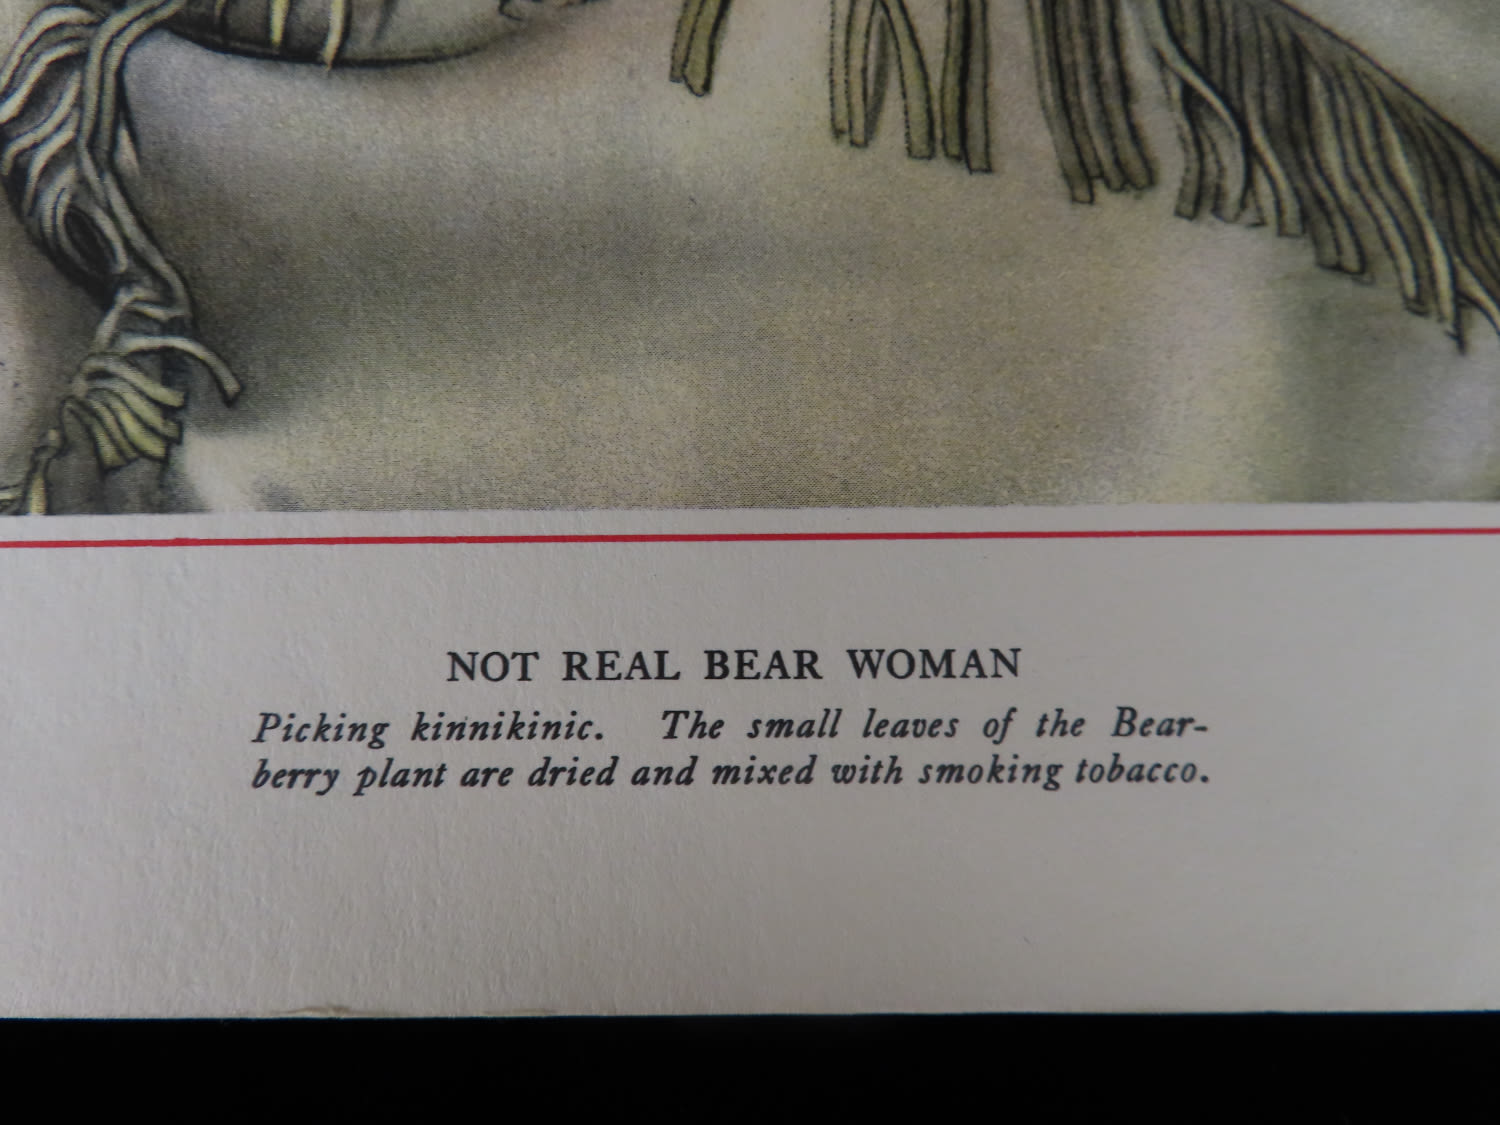 NOT REAL BEAR WOMAN
Picking kinnikinic. The small leaves of the Bear-
berry plant are dried and mixed with smoking tobacco.